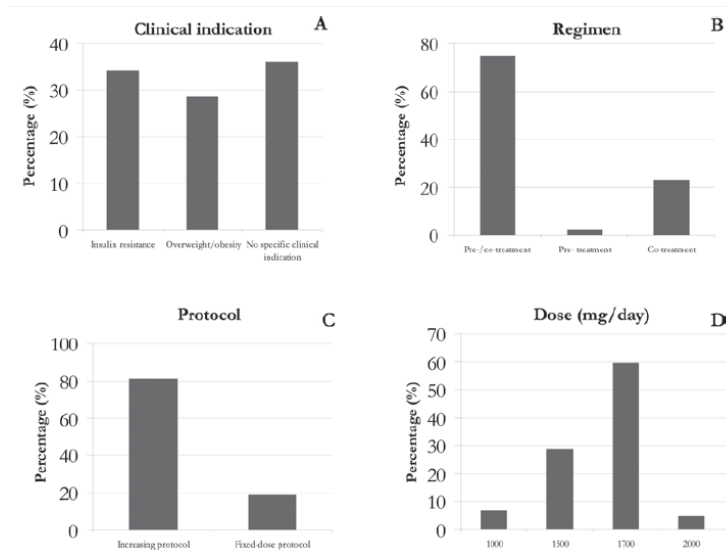 Clinical indication A
Percentage (%)
40
30
20
10
0
Insulin resistance Overweight/obesity No specific clinical
indication
Regimen B
Percentage (%)
80
60
40
20
0
Pre-/co-treatment Pre- treatment Co-treatment
Protocol C
Percentage (%)
100
80
60
40
20
0
Increasing protocol Fixed-dose protocol
Dose (mg/day) D
Percentage (%)
70
60
50
40
30
20
10
0
1000 1500 1700 2000